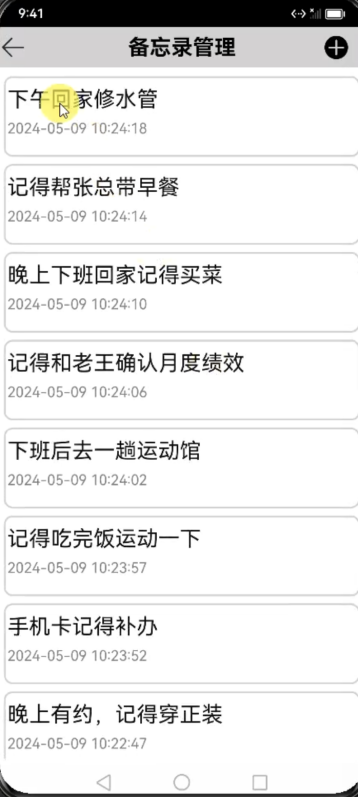 9:41
备忘录管理
下午回家修水管
2024-05-09 10:24:18
记得帮张总带早餐
2024-05-09 10:24:14
晚上下班回家记得买菜
2024-05-09 10:24:10
记得和老王确认月度绩效
2024-05-09 10:24:06
下班后去一趟运动馆
2024-05-09 10:24:02
记得吃完饭运动一下
2024-05-09 10:23:57
手机卡记得补办
2024-05-09 10:23:52
晚上有约，记得穿正装
2024-05-09 10:22:47